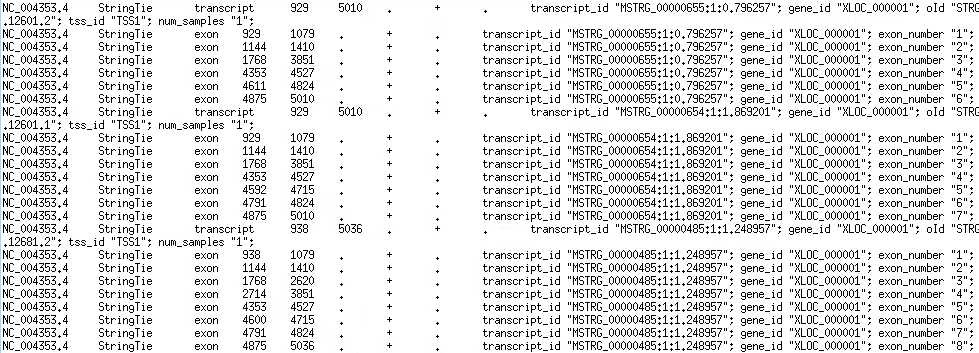 NC_004353.4 StringTie transcript 929 5010 . + . transcript_id "MSTRG_00000655;1;0.796257"; gene_id "XLOC_000001"; oId "STRG
.12601.2"; tss_id "TSS1"; num_samples "1";
NC_004353.4 StringTie exon 929 1079 . + . transcript_id "MSTRG_00000655;1;0.796257"; gene_id "XLOC_000001"; exon_number "1";
NC_004353.4 StringTie exon 1144 1410 . + . transcript_id "MSTRG_00000655;1;0.796257"; gene_id "XLOC_000001"; exon_number "2";
NC_004353.4 StringTie exon 1768 3851 . + . transcript_id "MSTRG_00000655;1;0.796257"; gene_id "XLOC_000001"; exon_number "3";
NC_004353.4 StringTie exon 4353 4527 . + . transcript_id "MSTRG_00000655;1;0.796257"; gene_id "XLOC_000001"; exon_number "4";
NC_004353.4 StringTie exon 4611 4824 . + . transcript_id "MSTRG_00000655;1;0.796257"; gene_id "XLOC_000001"; exon_number "5";
NC_004353.4 StringTie exon 4875 5010 . + . transcript_id "MSTRG_00000655;1;0.796257"; gene_id "XLOC_000001"; exon_number "6";
NC_004353.4 StringTie transcript 929 5010 . + . transcript_id "MSTRG_00000654;1;1.869201"; gene_id "XLOC_000001"; oId "STRG
.12601.1"; tss_id "TSS1"; num_samples "1";
NC_004353.4 StringTie exon 929 1079 . + . transcript_id "MSTRG_00000654;1;1.869201"; gene_id "XLOC_000001"; exon_number "1";
NC_004353.4 StringTie exon 1144 1410 . + . transcript_id "MSTRG_00000654;1;1.869201"; gene_id "XLOC_000001"; exon_number "2";
NC_004353.4 StringTie exon 1768 3851 . + . transcript_id "MSTRG_00000654;1;1.869201"; gene_id "XLOC_000001"; exon_number "3";
NC_004353.4 StringTie exon 4353 4527 . + . transcript_id "MSTRG_00000654;1;1.869201"; gene_id "XLOC_000001"; exon_number "4";
NC_004353.4 StringTie exon 4592 4715 . + . transcript_id "MSTRG_00000654;1;1.869201"; gene_id "XLOC_000001"; exon_number "5";
NC_004353.4 StringTie exon 4791 4824 . + . transcript_id "MSTRG_00000654;1;1.869201"; gene_id "XLOC_000001"; exon_number "6";
NC_004353.4 StringTie exon 4875 5010 . + . transcript_id "MSTRG_00000654;1;1.869201"; gene_id "XLOC_000001"; exon_number "7";
NC_004353.4 StringTie transcript 938 5036 . + . transcript_id "MSTRG_00000485;1;1.248957"; gene_id "XLOC_000001"; oId "STRG
.12681.2"; tss_id "TSS1"; num_samples "1";
NC_004353.4 StringTie exon 938 1079 . + . transcript_id "MSTRG_00000485;1;1.248957"; gene_id "XLOC_000001"; exon_number "1";
NC_004353.4 StringTie exon 1144 1410 . + . transcript_id "MSTRG_00000485;1;1.248957"; gene_id "XLOC_000001"; exon_number "2";
NC_004353.4 StringTie exon 1768 2620 . + . transcript_id "MSTRG_00000485;1;1.248957"; gene_id "XLOC_000001"; exon_number "3";
NC_004353.4 StringTie exon 2714 3851 . + . transcript_id "MSTRG_00000485;1;1.248957"; gene_id "XLOC_000001"; exon_number "4";
NC_004353.4 StringTie exon 4353 4527 . + . transcript_id "MSTRG_00000485;1;1.248957"; gene_id "XLOC_000001"; exon_number "5";
NC_004353.4 StringTie exon 4600 4715 . + . transcript_id "MSTRG_00000485;1;1.248957"; gene_id "XLOC_000001"; exon_number "6";
NC_004353.4 StringTie exon 4791 4824 . + . transcript_id "MSTRG_00000485;1;1.248957"; gene_id "XLOC_000001"; exon_number "7";
NC_004353.4 StringTie exon 4875 5036 . + . transcript_id "MSTRG_00000485;1;1.248957"; gene_id "XLOC_000001"; exon_number "8";